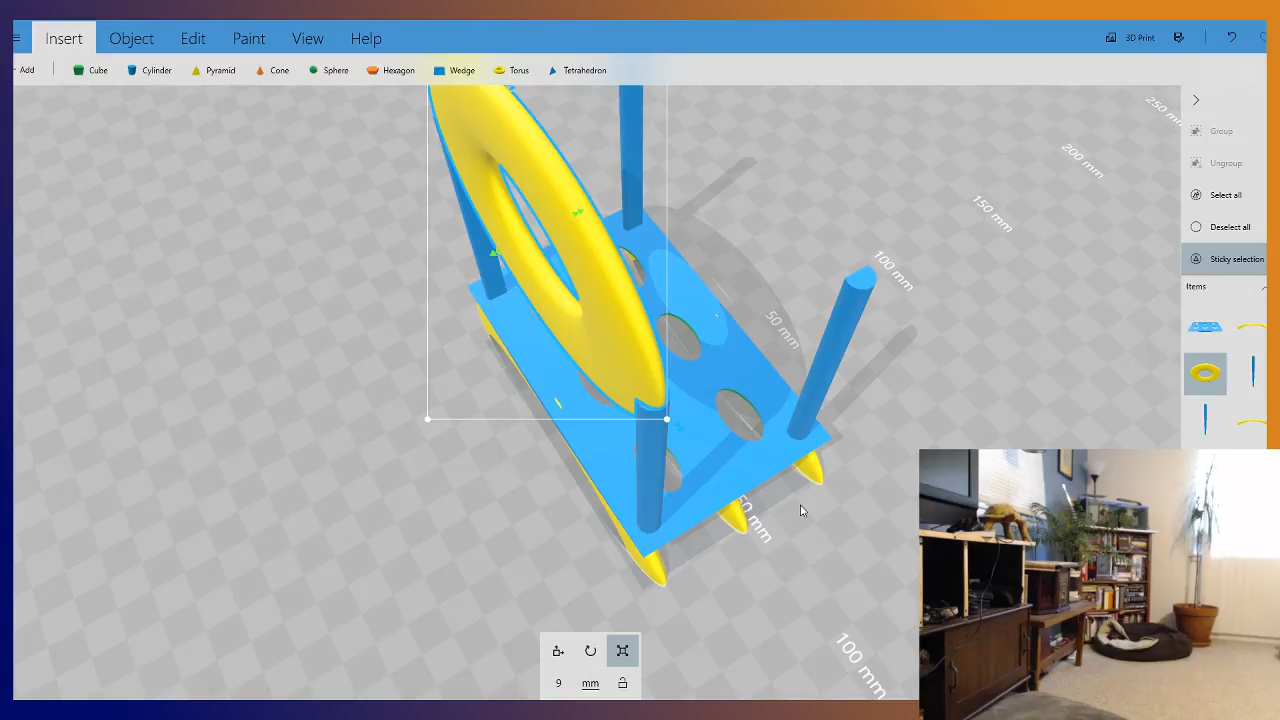 Insert Object Edit Paint View Help 3D Print
Add Cube Cylinder Pyramid Cone Sphere Hexagon Wedge Torus Tetrahedron
250 mm
200 mm
150 mm
100 mm
50 mm
50 mm
100 mm
Group
Ungroup
Select all
Deselect all
Sticky selection
Items
9 mm